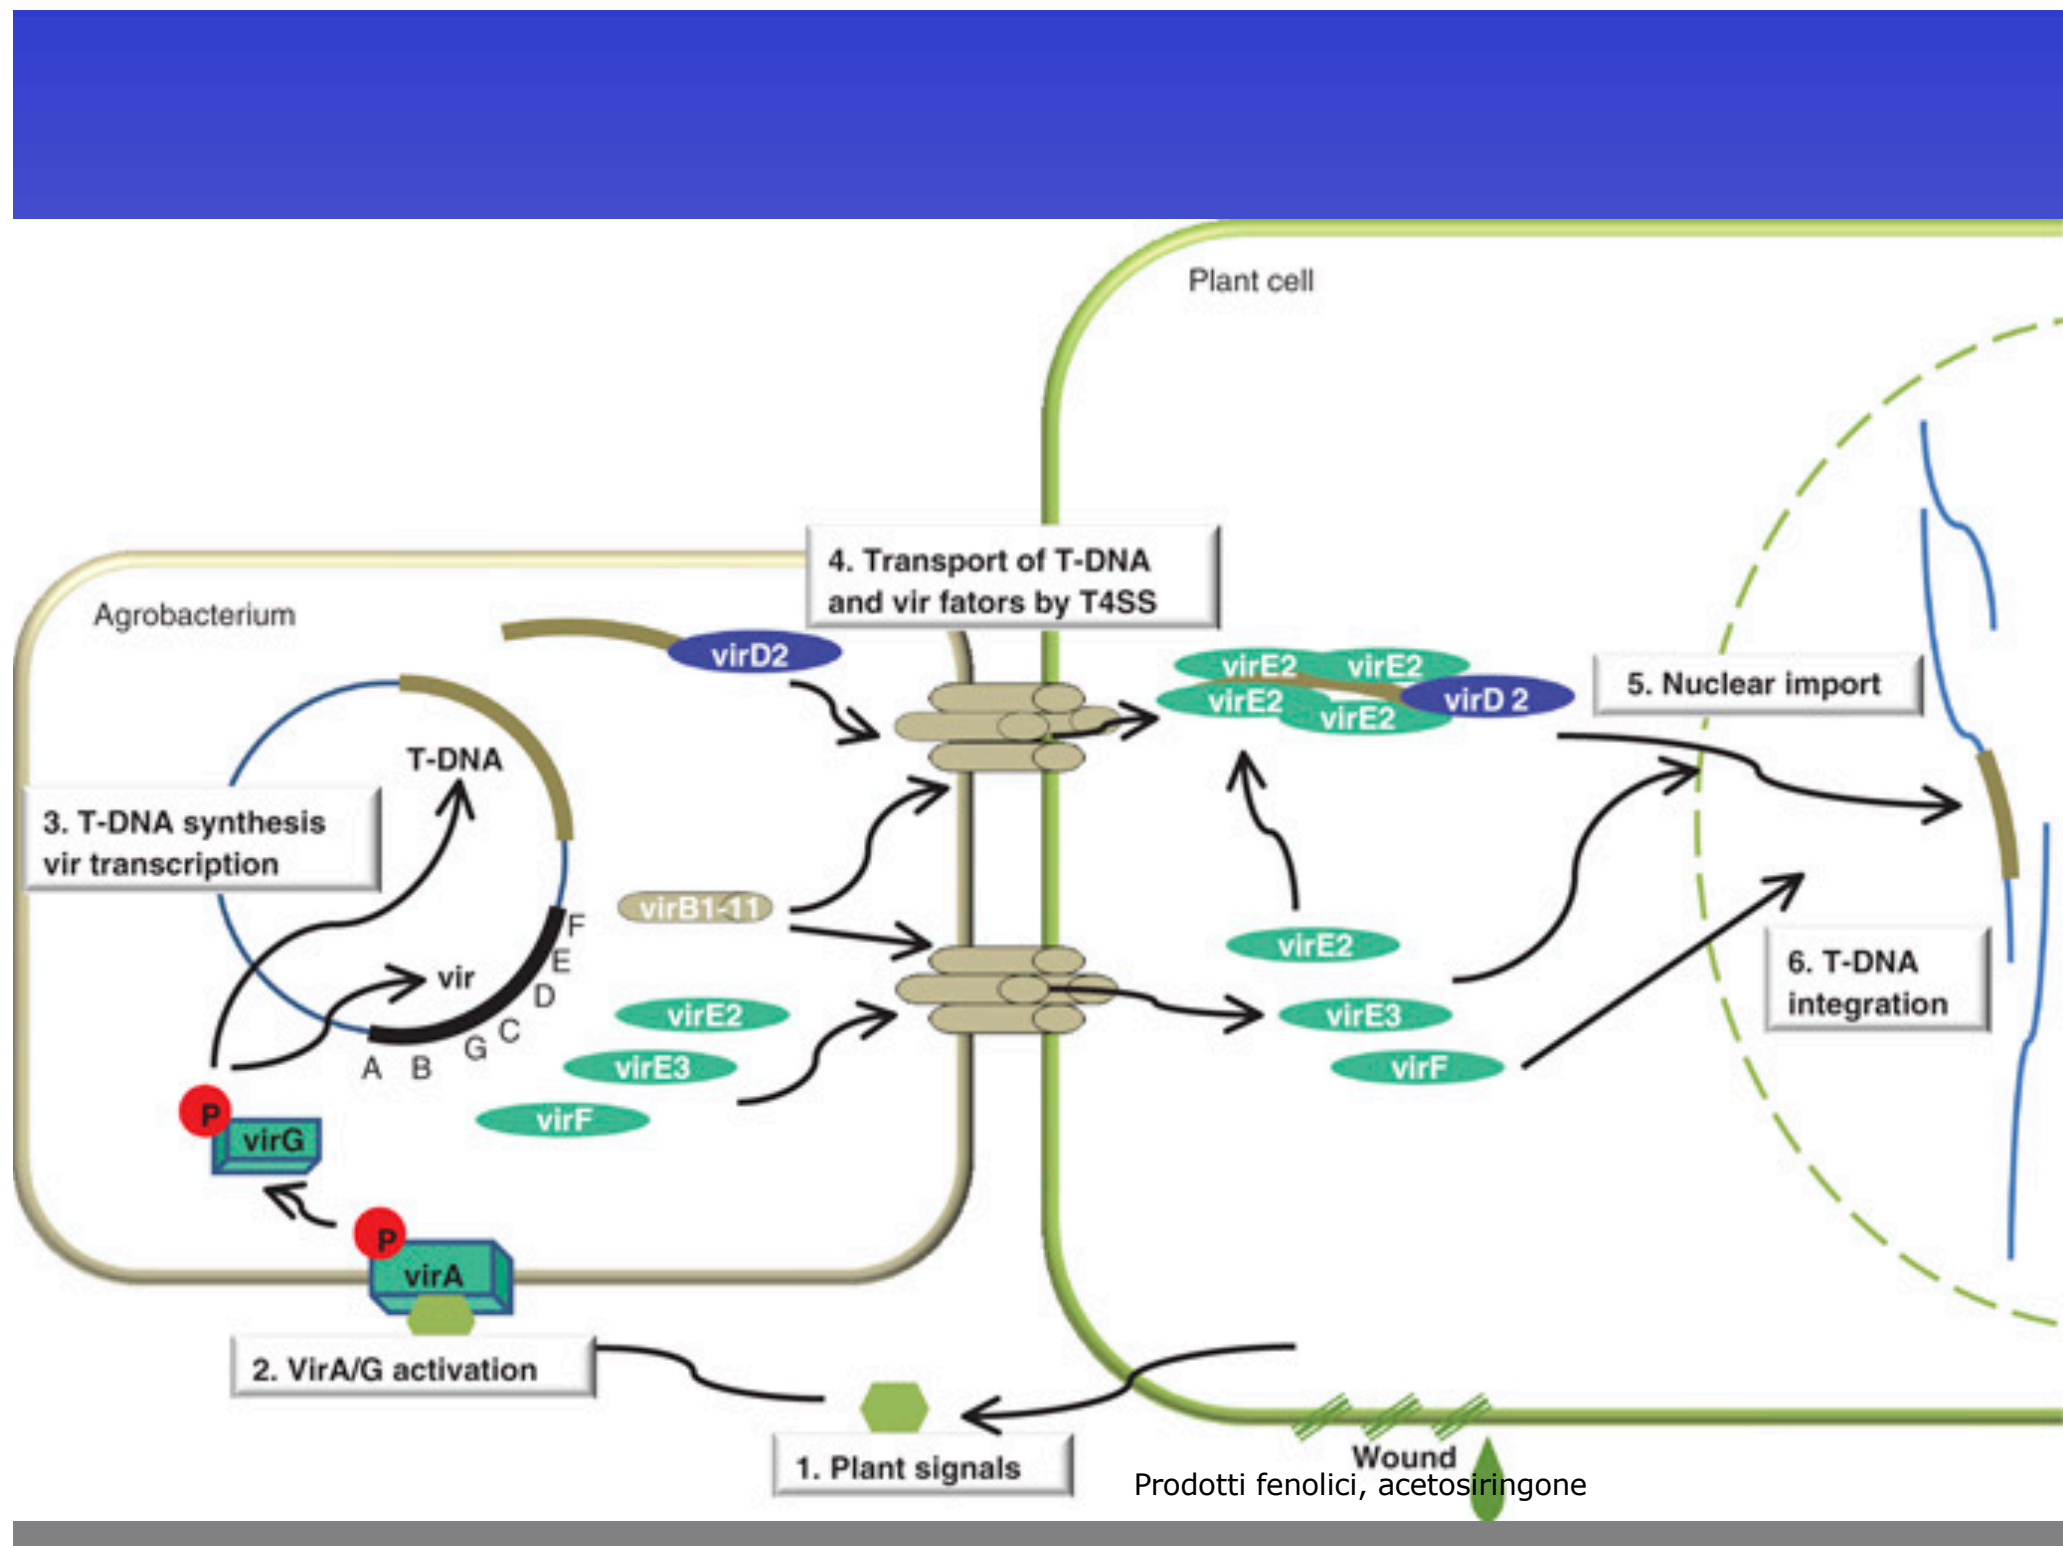 Plant cell
4. Transport of T-DNA
and vir fators by T4SS
Agrobacterium
virD2
virE2 virE2
virE2
virE2
virD 2
5. Nuclear import
T-DNA
3. T-DNA synthesis
vir transcription
virB1-11
F
E
D
C
G
B
A
vir
virE2
virE3
virF
virE2
virE3
virF
6. T-DNA
integration
P
virG
P
virA
2. VirA/G activation
1. Plant signals
Wound
Prodotti fenolici, acetosiringone